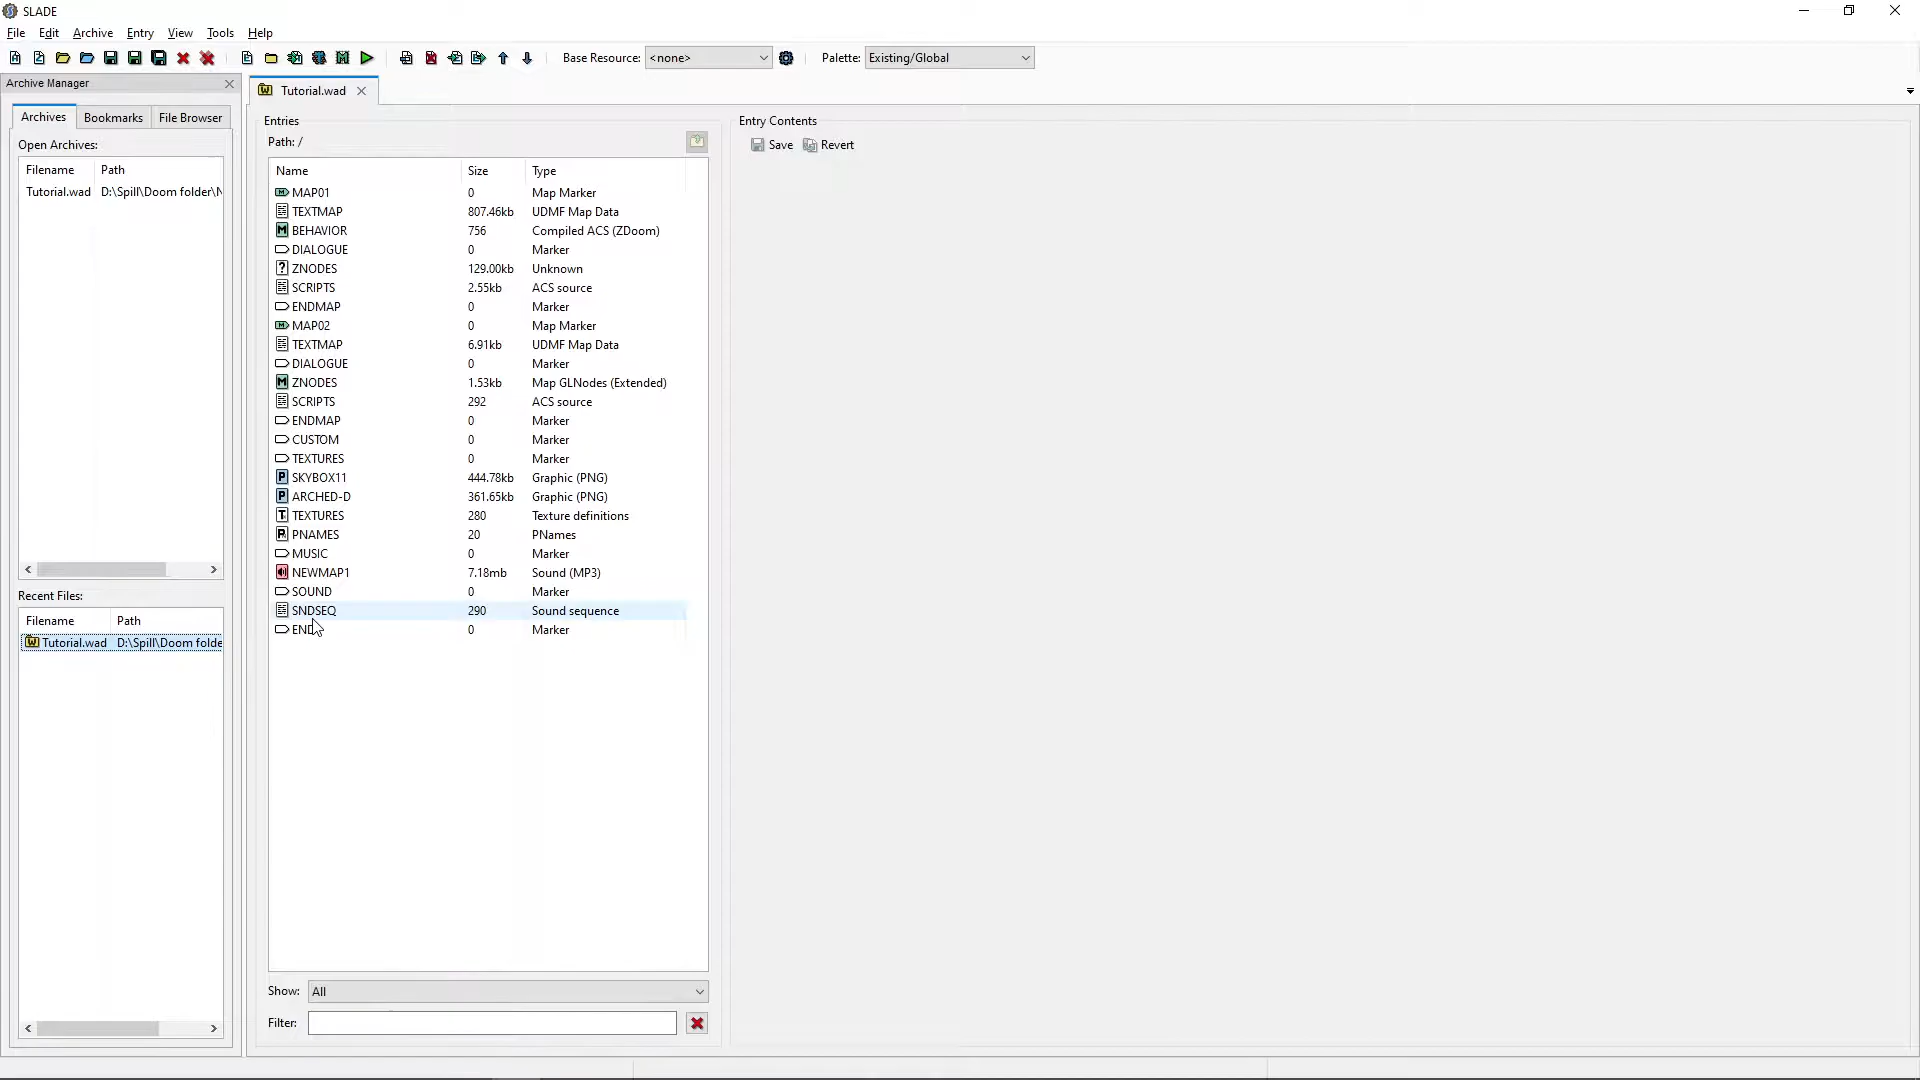 SLADE
File Edit Archive Entry View Tools Help
Base Resource: <none> Palette: Existing/Global
Archive Manager
Tutorial.wad
Archives Bookmarks File Browser
Open Archives:
Filename Path
Tutorial.wad D:\Spill\Doom folder\N
Recent Files:
Filename Path
Tutorial.wad D:\Spill\Doom folde
Entries
Path: /
Name Size Type
MAP01 0 Map Marker
TEXTMAP 807.46kb UDMF Map Data
BEHAVIOR 756 Compiled ACS (ZDoom)
DIALOGUE 0 Marker
ZNODES 129.00kb Unknown
SCRIPTS 2.55kb ACS source
ENDMAP 0 Marker
MAP02 0 Map Marker
TEXTMAP 6.91kb UDMF Map Data
DIALOGUE 0 Marker
ZNODES 1.53kb Map GLNodes (Extended)
SCRIPTS 292 ACS source
ENDMAP 0 Marker
CUSTOM 0 Marker
TEXTURES 0 Marker
SKYBOX11 444.78kb Graphic (PNG)
ARCHED-D 361.65kb Graphic (PNG)
TEXTURES 280 Texture definitions
PNAMES 20 PNames
MUSIC 0 Marker
NEWMAP1 7.18mb Sound (MP3)
SOUND 0 Marker
SNDSEQ 290 Sound sequence
END 0 Marker
Show: All
Filter:
Entry Contents
Save Revert